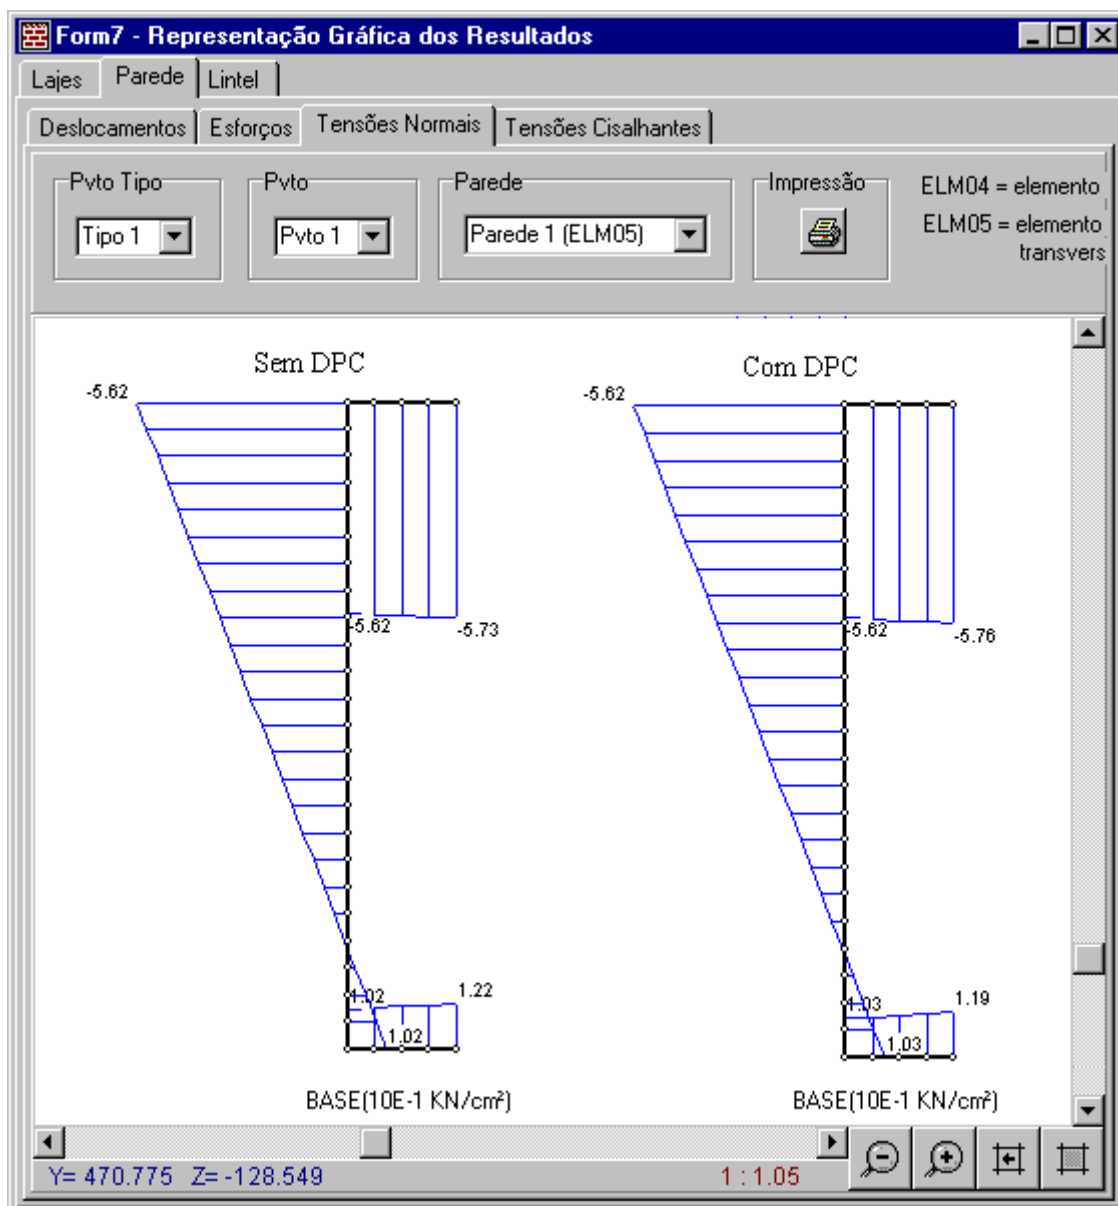 Form7 - Representação Gráfica dos Resultados
Lajes Parede Lintel
Deslocamentos Esforços Tensões Normais Tensões Cisalhantes
Pvto Tipo Pvto Parede Impressão
ELM04 = elemento
Tipo 1 Pvto 1 Parede 1 (ELM05)
ELM05 = elemento
transvers
Sem DPC Com DPC
-5.62 -5.62
-5.62 -5.73 -5.62 -5.76
1.02 1.22 1.03 1.19
1.02 1.03
BASE(10E-1 KN/cm²) BASE(10E-1 KN/cm²)
Y= 470.775 Z= -128.549 1 : 1.05